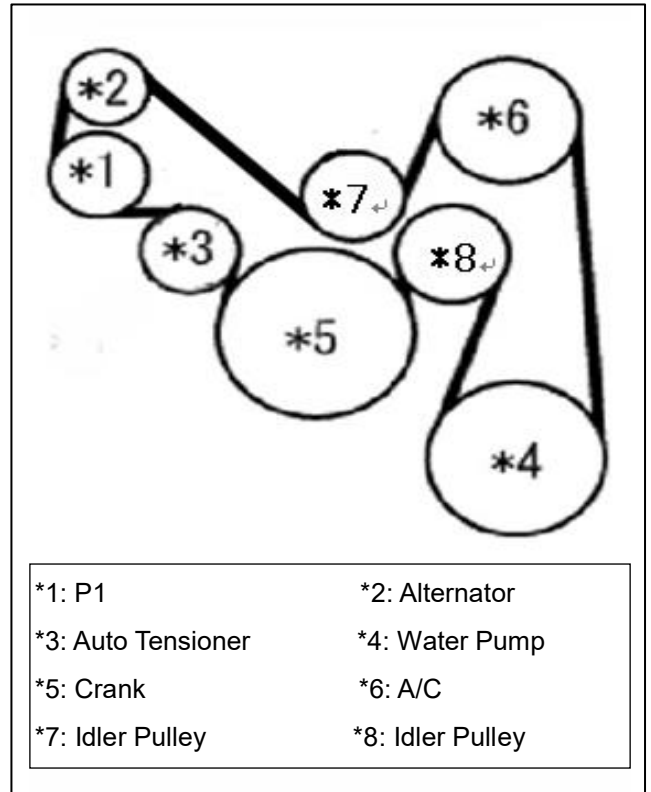 *2
*6
*1
*7
*3
*8
*5
*4
*1: P1 *2: Alternator
*3: Auto Tensioner *4: Water Pump
*5: Crank *6: A/C
*7: Idler Pulley *8: Idler Pulley